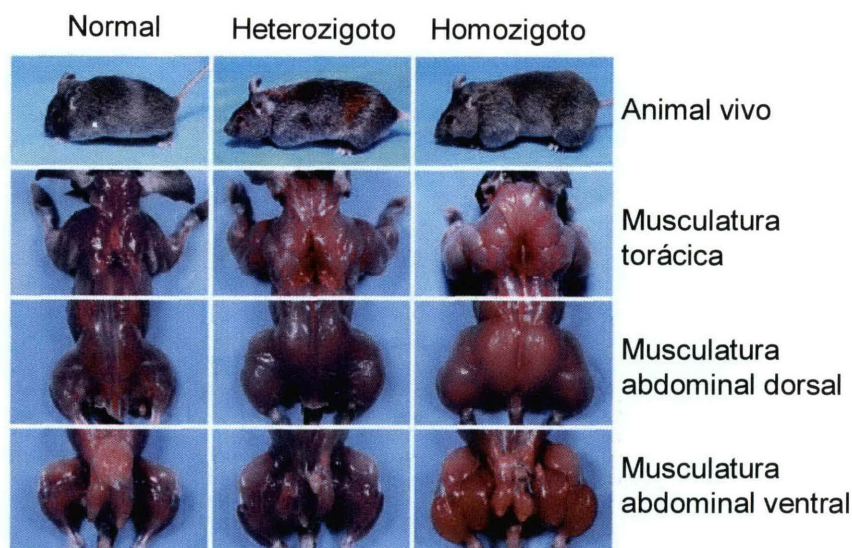 Normal
Heterozigoto
Homozigoto
Animal vivo
Musculatura
torácica
Musculatura
abdominal dorsal
Musculatura
abdominal ventral